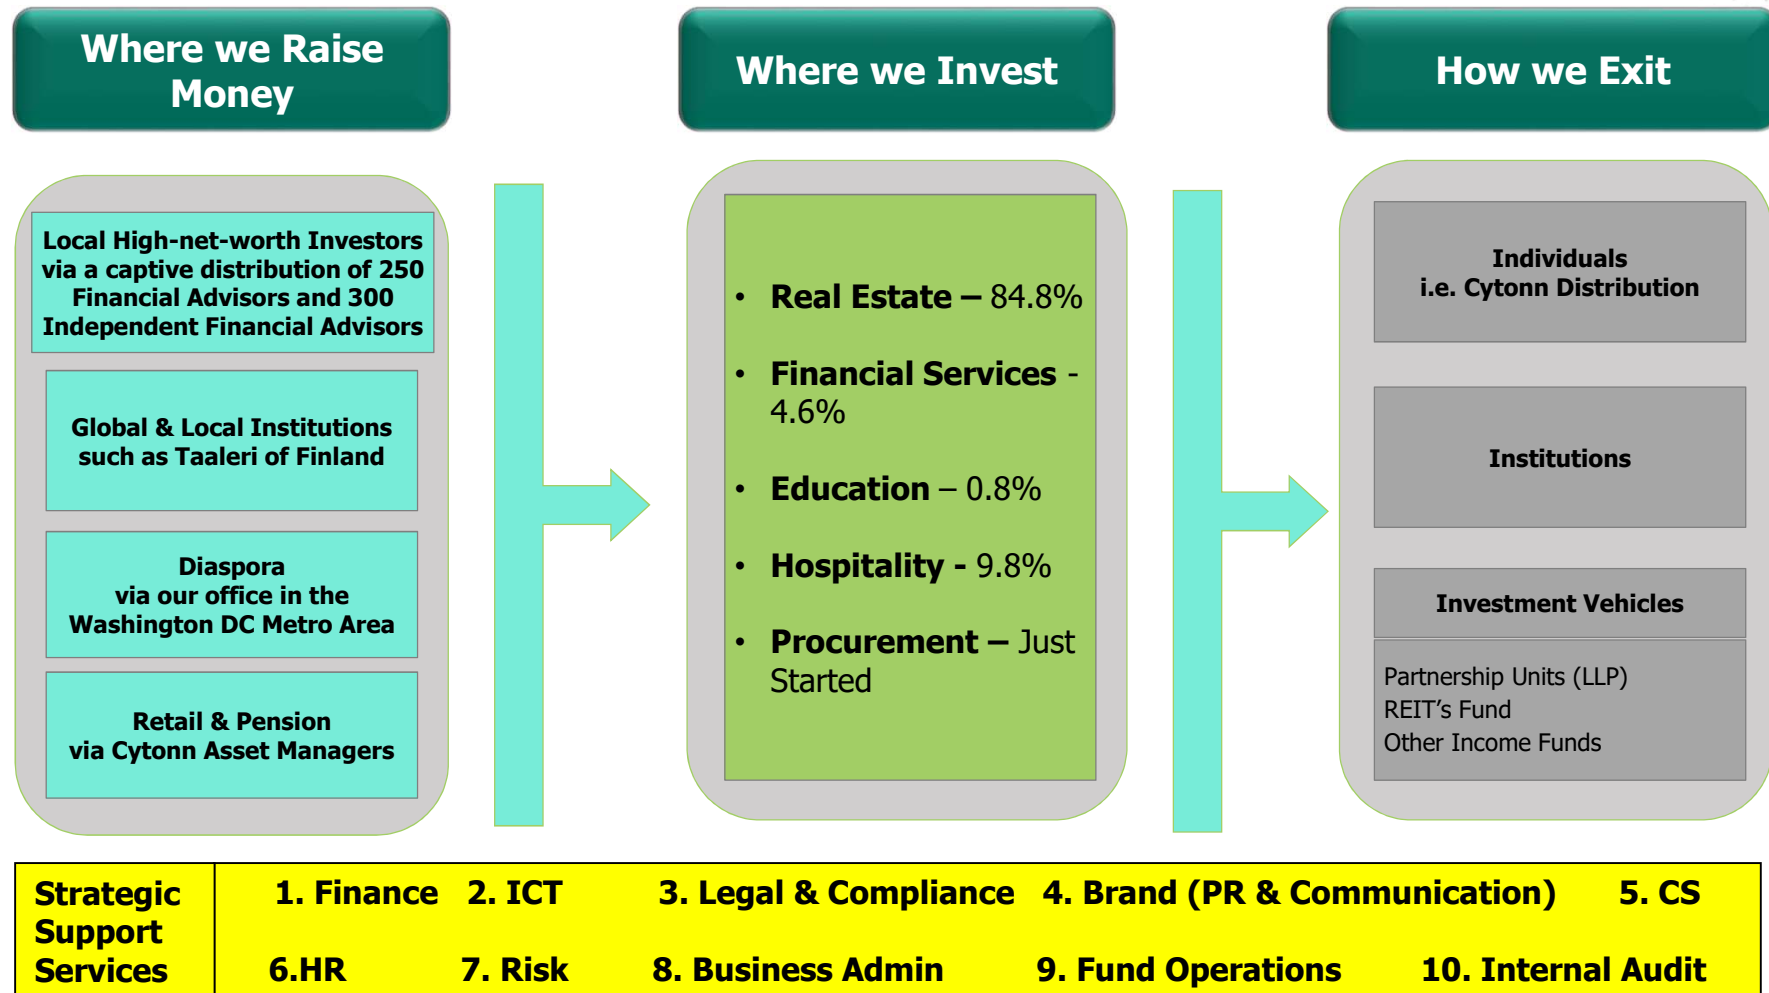 Where we Raise
Money
Where we Invest
How we Exit
Local High-net-worth Investors
via a captive distribution of 250
Financial Advisors and 300
Independent Financial Advisors
Global & Local Institutions
such as Taaleri of Finland
Diaspora
via our office in the
Washington DC Metro Area
Retail & Pension
via Cytonn Asset Managers
• Real Estate – 84.8%
• Financial Services -
4.6%
• Education – 0.8%
• Hospitality - 9.8%
• Procurement – Just
Started
Individuals
i.e. Cytonn Distribution
Institutions
Investment Vehicles
Partnership Units (LLP)
REIT’s Fund
Other Income Funds
Strategic
Support
Services
1. Finance 2. ICT 3. Legal & Compliance 4. Brand (PR & Communication) 5. CS
6.HR 7. Risk 8. Business Admin 9. Fund Operations 10. Internal Audit